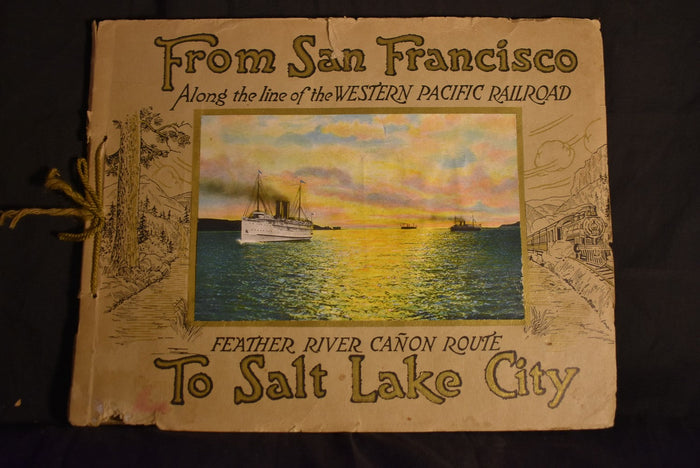 From San Francisco
Along the line of the WESTERN PACIFIC RAILROAD
FEATHER RIVER CAÑON ROUTE
To Salt Lake City